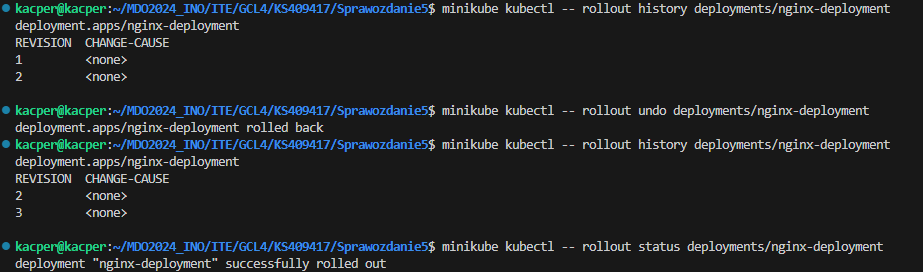 kacper@kacper:~/MDO2024_INO/ITE/GCL4/KS409417/Sprawozdanie5$ minikube kubectl -- rollout history deployments/nginx-deployment
deployment.apps/nginx-deployment
REVISION  CHANGE-CAUSE
1         <none>
2         <none>

kacper@kacper:~/MDO2024_INO/ITE/GCL4/KS409417/Sprawozdanie5$ minikube kubectl -- rollout undo deployments/nginx-deployment
deployment.apps/nginx-deployment rolled back
kacper@kacper:~/MDO2024_INO/ITE/GCL4/KS409417/Sprawozdanie5$ minikube kubectl -- rollout history deployments/nginx-deployment
deployment.apps/nginx-deployment
REVISION  CHANGE-CAUSE
2         <none>
3         <none>

kacper@kacper:~/MDO2024_INO/ITE/GCL4/KS409417/Sprawozdanie5$ minikube kubectl -- rollout status deployments/nginx-deployment
deployment "nginx-deployment" successfully rolled out